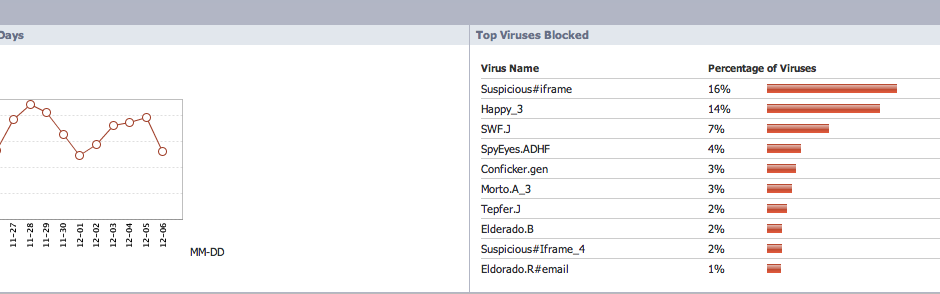 Days
11-27
11-28
11-29
11-30
12-01
12-02
12-03
12-04
12-05
12-06
MM-DD
Top Viruses Blocked
Virus Name Percentage of Viruses
Suspicious#iframe 16%
Happy_3 14%
SWF.J 7%
SpyEyes.ADHF 4%
Conficker.gen 3%
Morto.A_3 3%
Tepfer.J 2%
Elderado.B 2%
Suspicious#Iframe_4 2%
Eldorado.R#email 1%